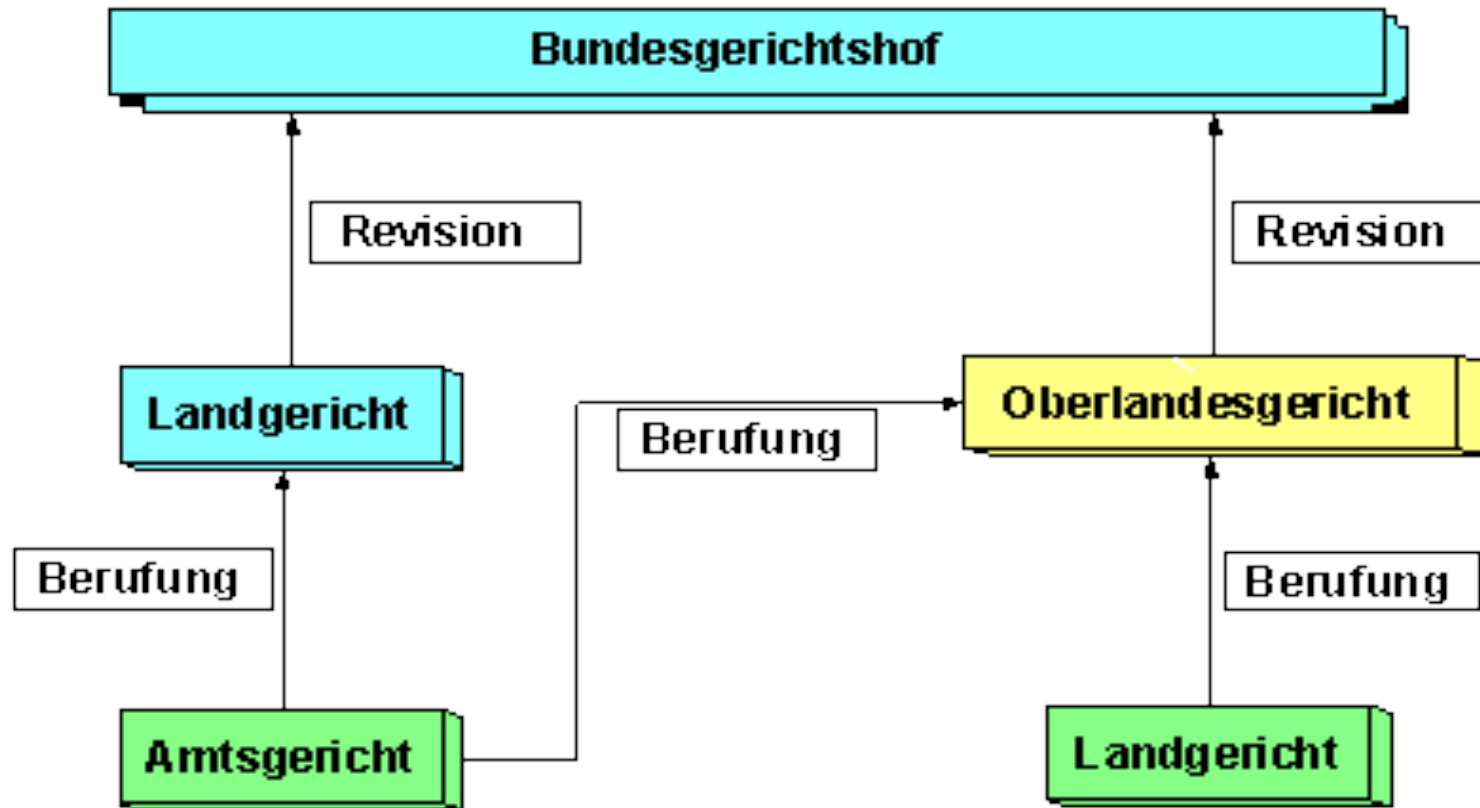 Bundesgerichtshof
Revision
Revision
Landgericht
Oberlandesgericht
Berufung
Berufung
Berufung
Amtsgericht
Landgericht